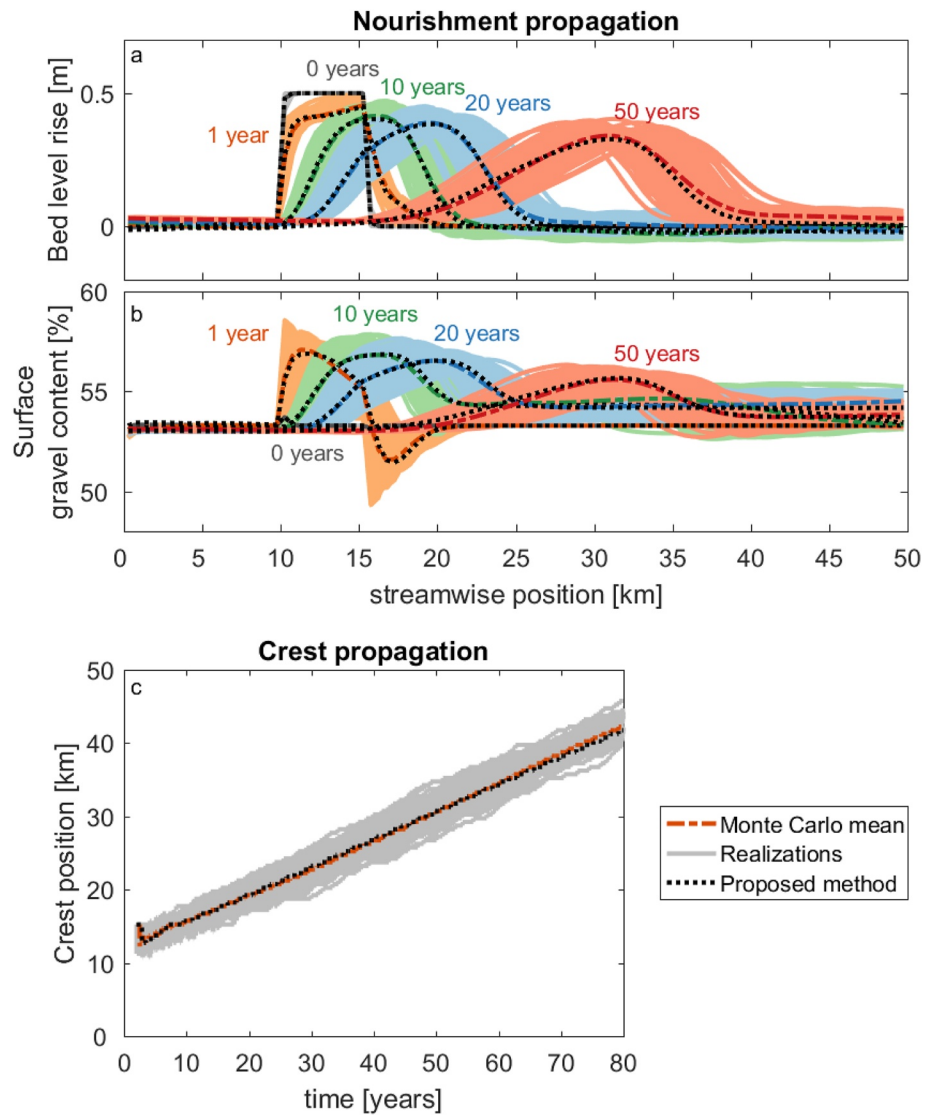 Nourishment propagation
a
0 years
10 years
20 years
50 years
1 year
0.5
0
Bed level rise [m]
b
1 year
10 years
20 years
50 years
0 years
60
55
50
Surface
gravel content [%]
0 5 10 15 20 25 30 35 40 45 50
streamwise position [km]
Crest propagation
c
50
40
30
20
10
0
Crest position [km]
0 10 20 30 40 50 60 70 80
time [years]
Monte Carlo mean
Realizations
Proposed method